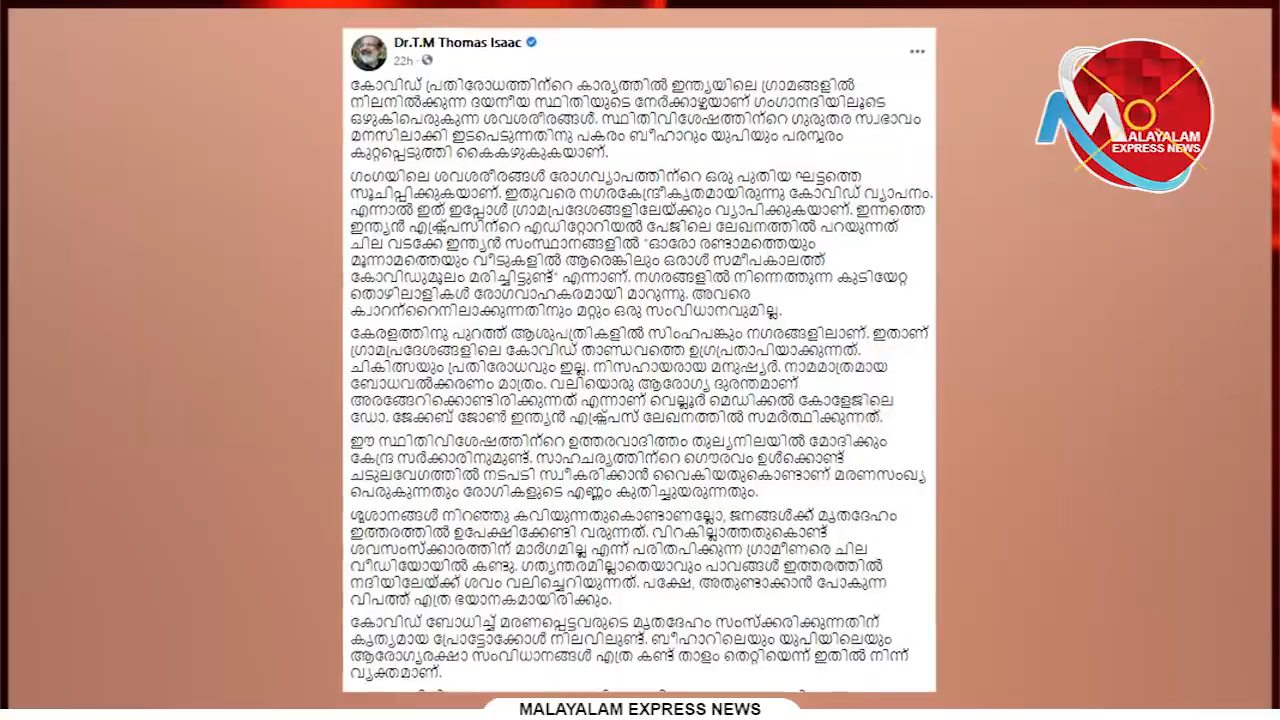 Dr.T.M Thomas Isaac
22h
കോവിഡ് പ്രതിരോധത്തിന്റെ കാര്യത്തിൽ ഇന്ത്യയിലെ ഗ്രാമങ്ങളിൽ
നിലനിൽക്കുന്ന ദയനീയ സ്ഥിതിയുടെ നേർക്കാഴ്ചയാണ് ഗംഗാനദിയിലൂടെ
ഒഴുകിപെരുകുന്ന ശവശരീരങ്ങൾ. സ്ഥിതിവിശേഷത്തിന്റെ ഗുരുതര സ്വഭാവം
മനസിലാക്കി ഇടപെടുന്നതിനു പകരം ബീഹാറും യുപിയും പരസ്പരം
കുറ്റപ്പെടുത്തി കൈകഴുകുകയാണ്.
ഗംഗയിലെ ശവശരീരങ്ങൾ രോഗവ്യാപത്തിന്റെ ഒരു പുതിയ ഘട്ടത്തെ
സൂചിപ്പിക്കുകയാണ്. ഇതുവരെ നഗരകേന്ദ്രീകൃതമായിരുന്നു കോവിഡ് വ്യാപനം.
എന്നാൽ ഇത് ഇപ്പോൾ ഗ്രാമപ്രദേശങ്ങളിലേയ്ക്കും വ്യാപിക്കുകയാണ്. ഇന്നത്തെ
ഇന്ത്യൻ എക്സ്പ്രസിന്റെ എഡിറ്റോറിയൽ പേജിലെ ലേഖനത്തിൽ പറയുന്നത്
ചില വടക്കേ ഇന്ത്യൻ സംസ്ഥാനങ്ങളിൽ "ഓരോ രണ്ടാമത്തെയും
മൂന്നാമത്തെയും വീടുകളിൽ ആരെങ്കിലും ഒരാൾ സമീപകാലത്ത്
കോവിഡുമൂലം മരിച്ചിട്ടുണ്ട്" എന്നാണ്. നഗരങ്ങളിൽ നിന്നെത്തുന്ന കുടിയേറ്റ
തൊഴിലാളികൾ രോഗവാഹകരമായി മാറുന്നു. അവരെ
ക്വാറന്റൈനിലാക്കുന്നതിനും മറ്റും ഒരു സംവിധാനവുമില്ല.
കേരളത്തിനു പുറത്ത് ആശുപത്രികളിൽ സിംഹപങ്കും നഗരങ്ങളിലാണ്. ഇതാണ്
ഗ്രാമപ്രദേശങ്ങളിലെ കോവിഡ് താണ്ഡവത്തെ ഉഗ്രപ്രതാപിയാക്കുന്നത്.
ചികിത്സയും പ്രതിരോധവും ഇല്ല. നിസഹായരായ മനുഷ്യർ. നാമമാത്രമായ
ബോധവൽക്കരണം മാത്രം. വലിയൊരു ആരോഗ്യ ദുരന്തമാണ്
അരങ്ങേറിക്കൊണ്ടിരിക്കുന്നത് എന്നാണ് വെല്ലൂർ മെഡിക്കൽ കോളേജിലെ
ഡോ. ജേക്കബ് ജോൺ ഇന്ത്യൻ എക്സ്പ്രസ് ലേഖനത്തിൽ സമർത്ഥിക്കുന്നത്.
ഈ സ്ഥിതിവിശേഷത്തിന്റെ ഉത്തരവാദിത്തം തുല്യനിലയിൽ മോദിക്കും
കേന്ദ്ര സർക്കാരിനുമുണ്ട്. സാഹചര്യത്തിന്റെ ഗൌരവം ഉൾക്കൊണ്ട്
ചടുലവേഗത്തിൽ നടപടി സ്വീകരിക്കാൻ വൈകിയതുകൊണ്ടാണ് മരണസംഖ്യ
പെരുകുന്നതും രോഗികളുടെ എണ്ണം കുതിച്ചുയരുന്നതും.
ശ്മശാനങ്ങൾ നിറഞ്ഞു കവിയുന്നതുകൊണ്ടാണല്ലോ, ജനങ്ങൾക്ക് മൃതദേഹം
ഇത്തരത്തിൽ ഉപേക്ഷിക്കേണ്ടി വരുന്നത്. വിറകില്ലാത്തതുകൊണ്ട്
ശവസംസ്ക്കാരത്തിന് മാർഗമില്ല എന്ന് പരിതപിക്കുന്ന ഗ്രാമീണരെ ചില
വീഡിയോയിൽ കണ്ടു. ഗത്യന്തരമില്ലാതെയാവും പാവങ്ങൾ ഇത്തരത്തിൽ
നദിയിലേയ്ക്ക് ശവം വലിച്ചെറിയുന്നത്. പക്ഷേ, അതുണ്ടാക്കാൻ പോകുന്ന
വിപത്ത് എത്ര ഭയാനകമായിരിക്കും.
കോവിഡ് ബോധിച്ച് മരണപ്പെട്ടവരുടെ മൃതദേഹം സംസ്ക്കരിക്കുന്നതിന്
കൃത്യമായ പ്രോട്ടോക്കോൾ നിലവിലുണ്ട്. ബീഹാറിലെയും യുപിയിലെയും
ആരോഗ്യരക്ഷാ സംവിധാനങ്ങൾ എത്ര കണ്ട് താളം തെറ്റിയെന്ന് ഇതിൽ നിന്ന്
വ്യക്തമാണ്.
MALAYALAM
EXPRESS NEWS
MALAYALAM EXPRESS NEWS